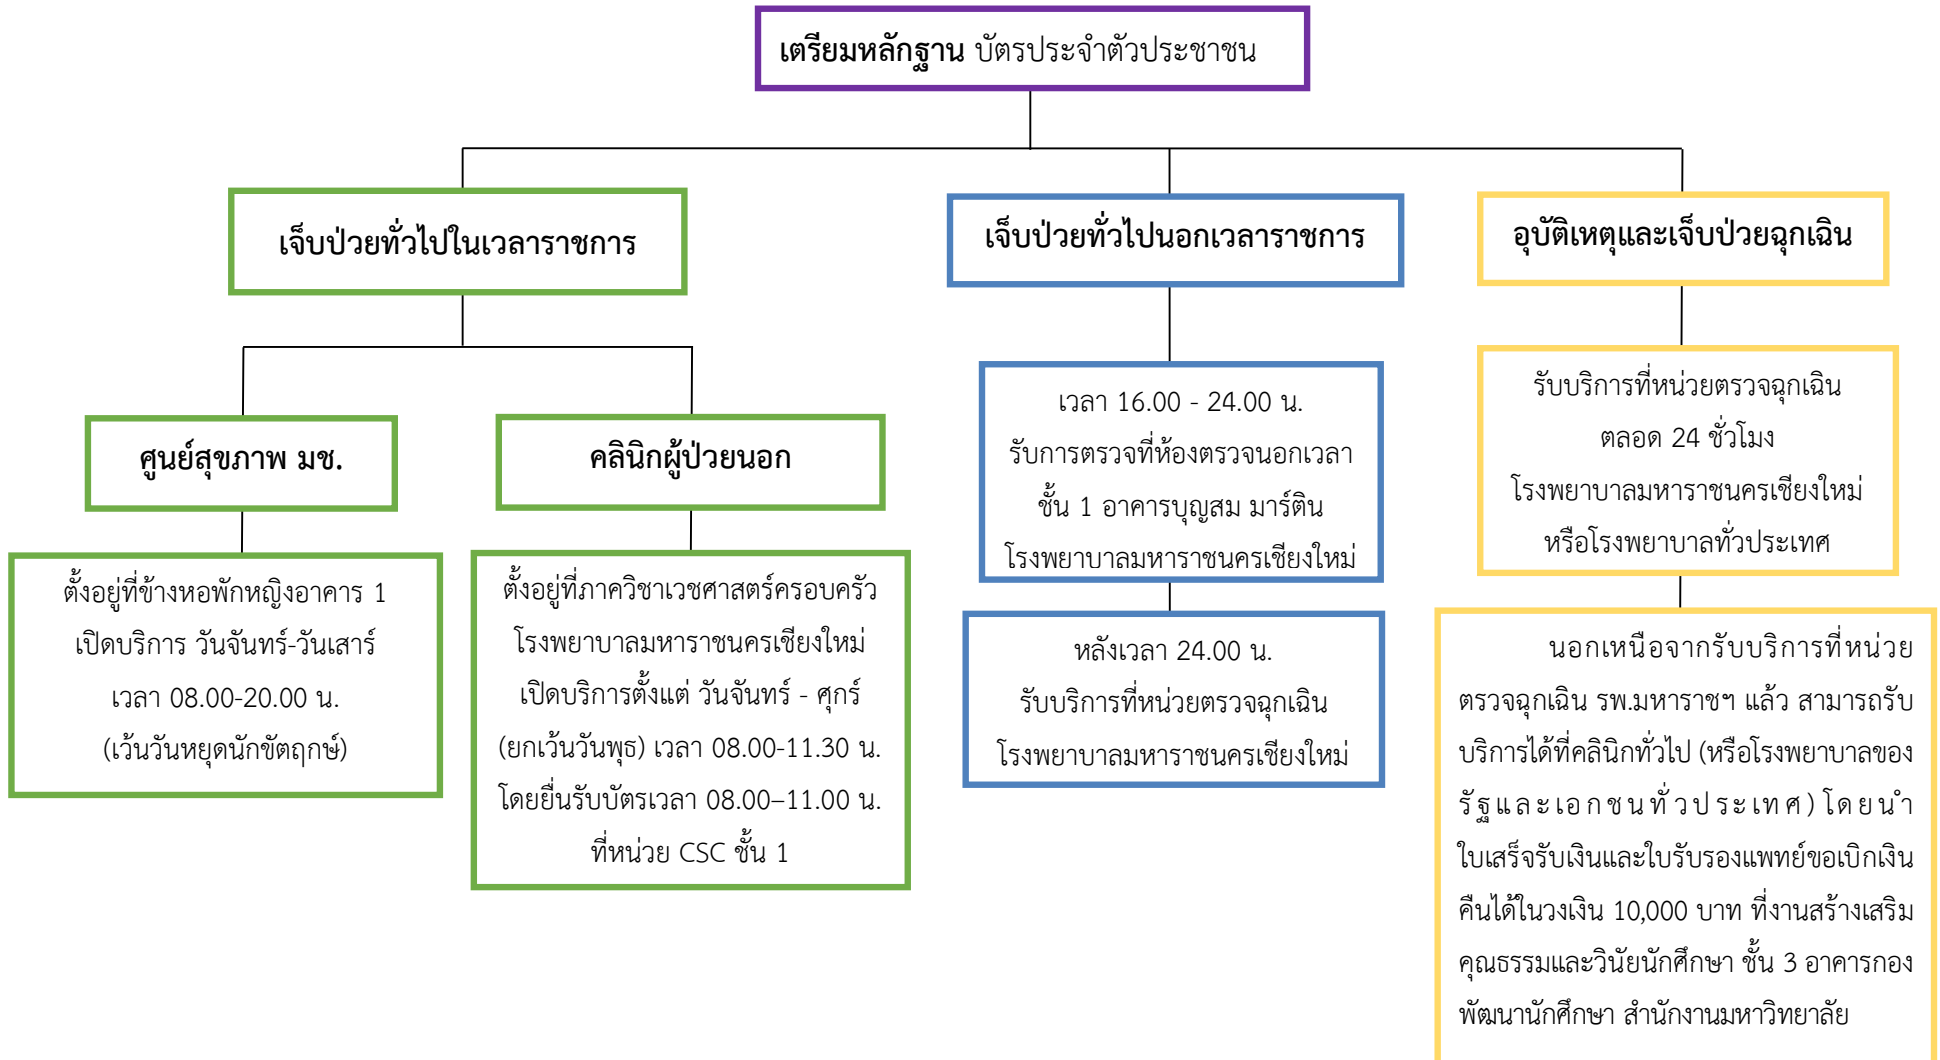 เตรียมหลักฐาน บัตรประจำตัวประชาชน
เจ็บป่วยทั่วไปในเวลาราชการ
เจ็บป่วยทั่วไปนอกเวลาราชการ
อุบัติเหตุและเจ็บป่วยฉุกเฉิน
ศูนย์สุขภาพ มช.
ตั้งอยู่ที่ข้างหอพักหญิงอาคาร 1
เปิดบริการ วันจันทร์-วันเสาร์
เวลา 08.00-20.00 น.
(เว้นวันหยุดนักขัตฤกษ์)
คลินิกผู้ป่วยนอก
ตั้งอยู่ที่ภาควิชาเวชศาสตร์ครอบครัว
โรงพยาบาลมหาราชนครเชียงใหม่
เปิดบริการตั้งแต่ วันจันทร์ - ศุกร์
(ยกเว้นวันพุธ) เวลา 08.00-11.30 น.
โดยยื่นรับบัตรเวลา 08.00–11.00 น.
ที่หน่วย CSC ชั้น 1
เวลา 16.00 - 24.00 น.
รับการตรวจที่ห้องตรวจนอกเวลา
ชั้น 1 อาคารบุญสม มาร์ติน
โรงพยาบาลมหาราชนครเชียงใหม่
หลังเวลา 24.00 น.
รับบริการที่หน่วยตรวจฉุกเฉิน
โรงพยาบาลมหาราชนครเชียงใหม่
รับบริการที่หน่วยตรวจฉุกเฉิน
ตลอด 24 ชั่วโมง
โรงพยาบาลมหาราชนครเชียงใหม่
หรือโรงพยาบาลทั่วประเทศ
นอกเหนือจากรับบริการที่หน่วย
ตรวจฉุกเฉิน รพ.มหาราชฯ แล้ว สามารถรับ
บริการได้ที่คลินิกทั่วไป (หรือโรงพยาบาลของ
รัฐและเอกชนทั่วประเทศ) โดยนำ
ใบเสร็จรับเงินและใบรับรองแพทย์ขอเบิกเงิน
คืนได้ในวงเงิน 10,000 บาท ที่งานสร้างเสริม
คุณธรรมและวินัยนักศึกษา ชั้น 3 อาคารกอง
พัฒนานักศึกษา สำนักงานมหาวิทยาลัย